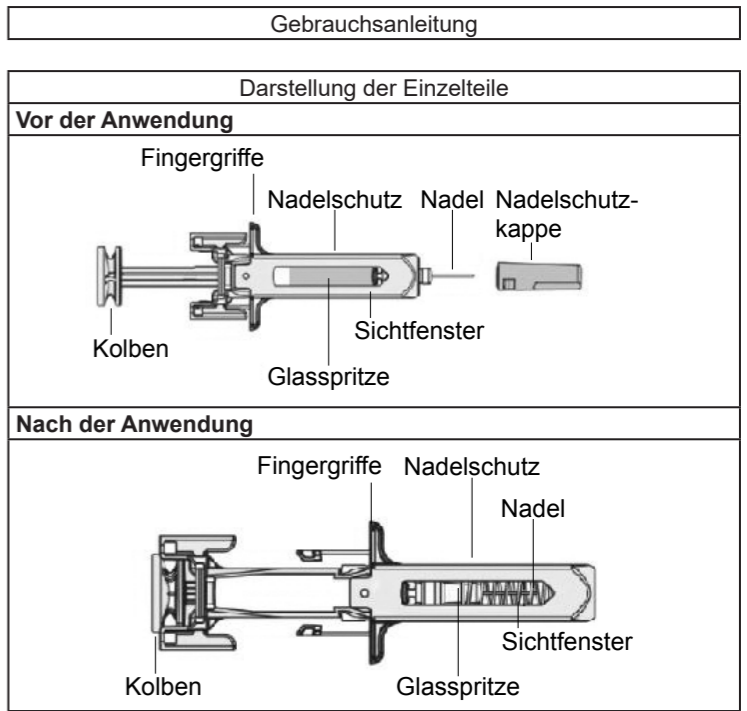 Gebrauchsanleitung
Darstellung der Einzelteile
Vor der Anwendung
Fingergriffe
Nadelschutz Nadel Nadelschutz-
kappe
Sichtfenster
Kolben
Glasspritze
Nach der Anwendung
Fingergriffe Nadelschutz
Nadel
Sichtfenster
Kolben Glasspritze